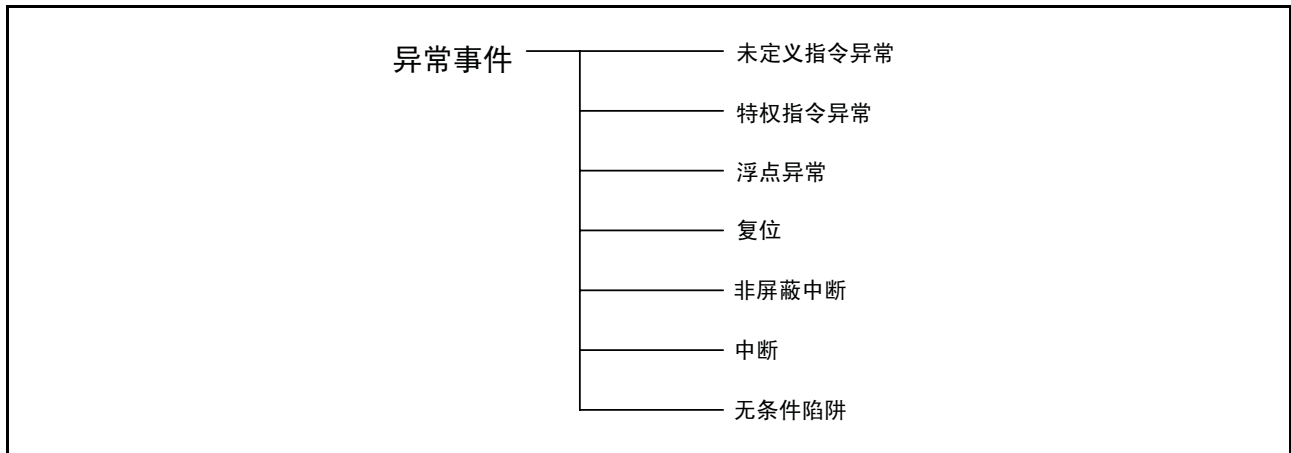 异常事件
未定义指令异常
特权指令异常
浮点异常
复位
非屏蔽中断
中断
无条件陷阱